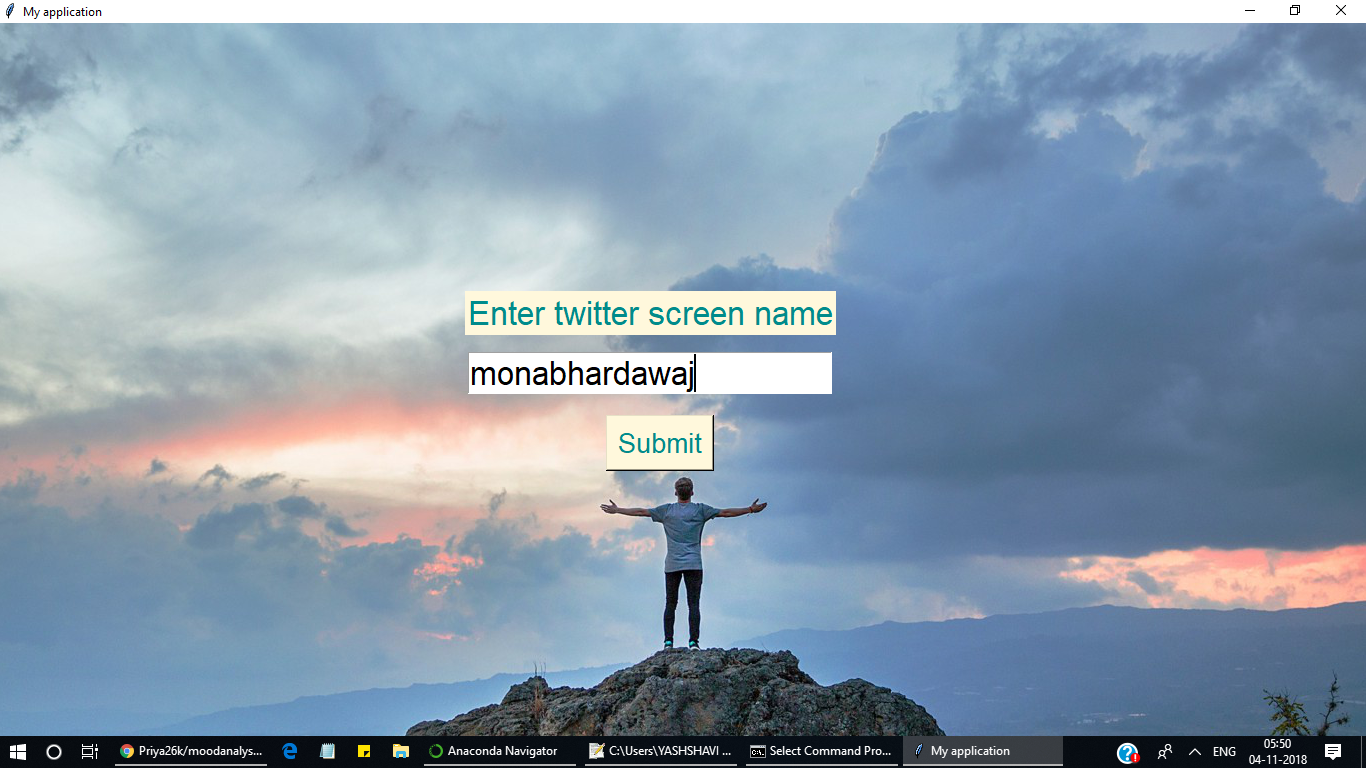 My application
Enter twitter screen name
monabhardawaj
Submit
Priya26k/moodanalys...
Anaconda Navigator
C:\Users\YASHSHAVI ...
Select Command Pro...
My application
ENG
05:50
04-11-2018